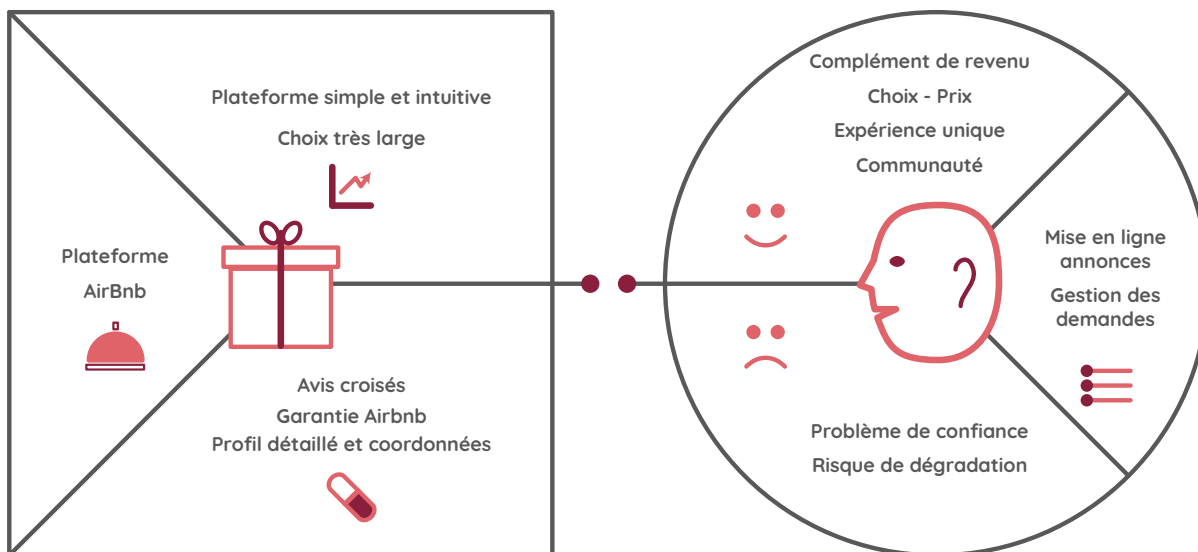 Plateforme simple et intuitive
Choix très large
Plateforme
AirBnb
Avis croisés
Garantie Airbnb
Profil détaillé et coordonnées
Complément de revenu
Choix - Prix
Expérience unique
Communauté
Mise en ligne
annonces
Gestion des
demandes
Problème de confiance
Risque de dégradation